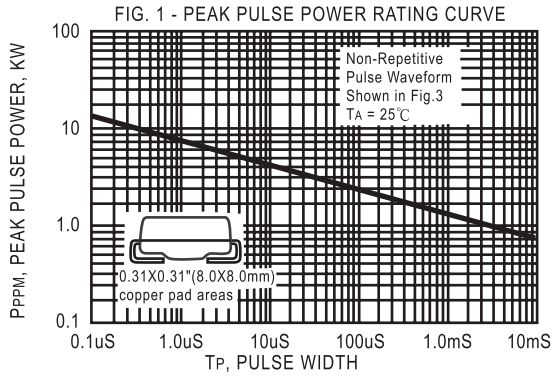 FIG. 1 - PEAK PULSE POWER RATING CURVE
PPPM, PEAK PULSE POWER, KW
100
10
1.0
0.1
Non-Repetitive
Pulse Waveform
Shown in Fig.3
TA = 25℃
0.31X0.31"(8.0X8.0mm)
copper pad areas
0.1uS
1.0uS
10uS
100uS
1.0mS
10mS
TP, PULSE WIDTH